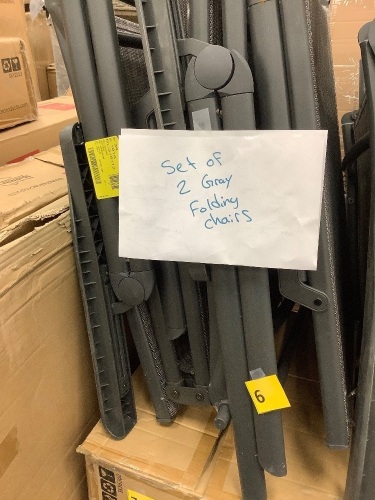 Set of
2 Gray
Folding
chairs
6